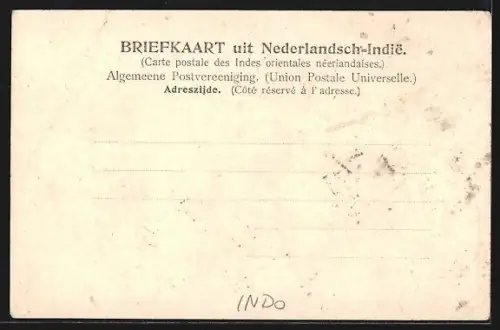 BRIEFKAART uit Nederlandsch-Indië.
(Carte postale des Indes orientales néerlandaises.)
Algemeene Postvereeniging. (Union Postale Universelle.)
Adreszijde. (Côté réservé à l'adresse.)
INDO